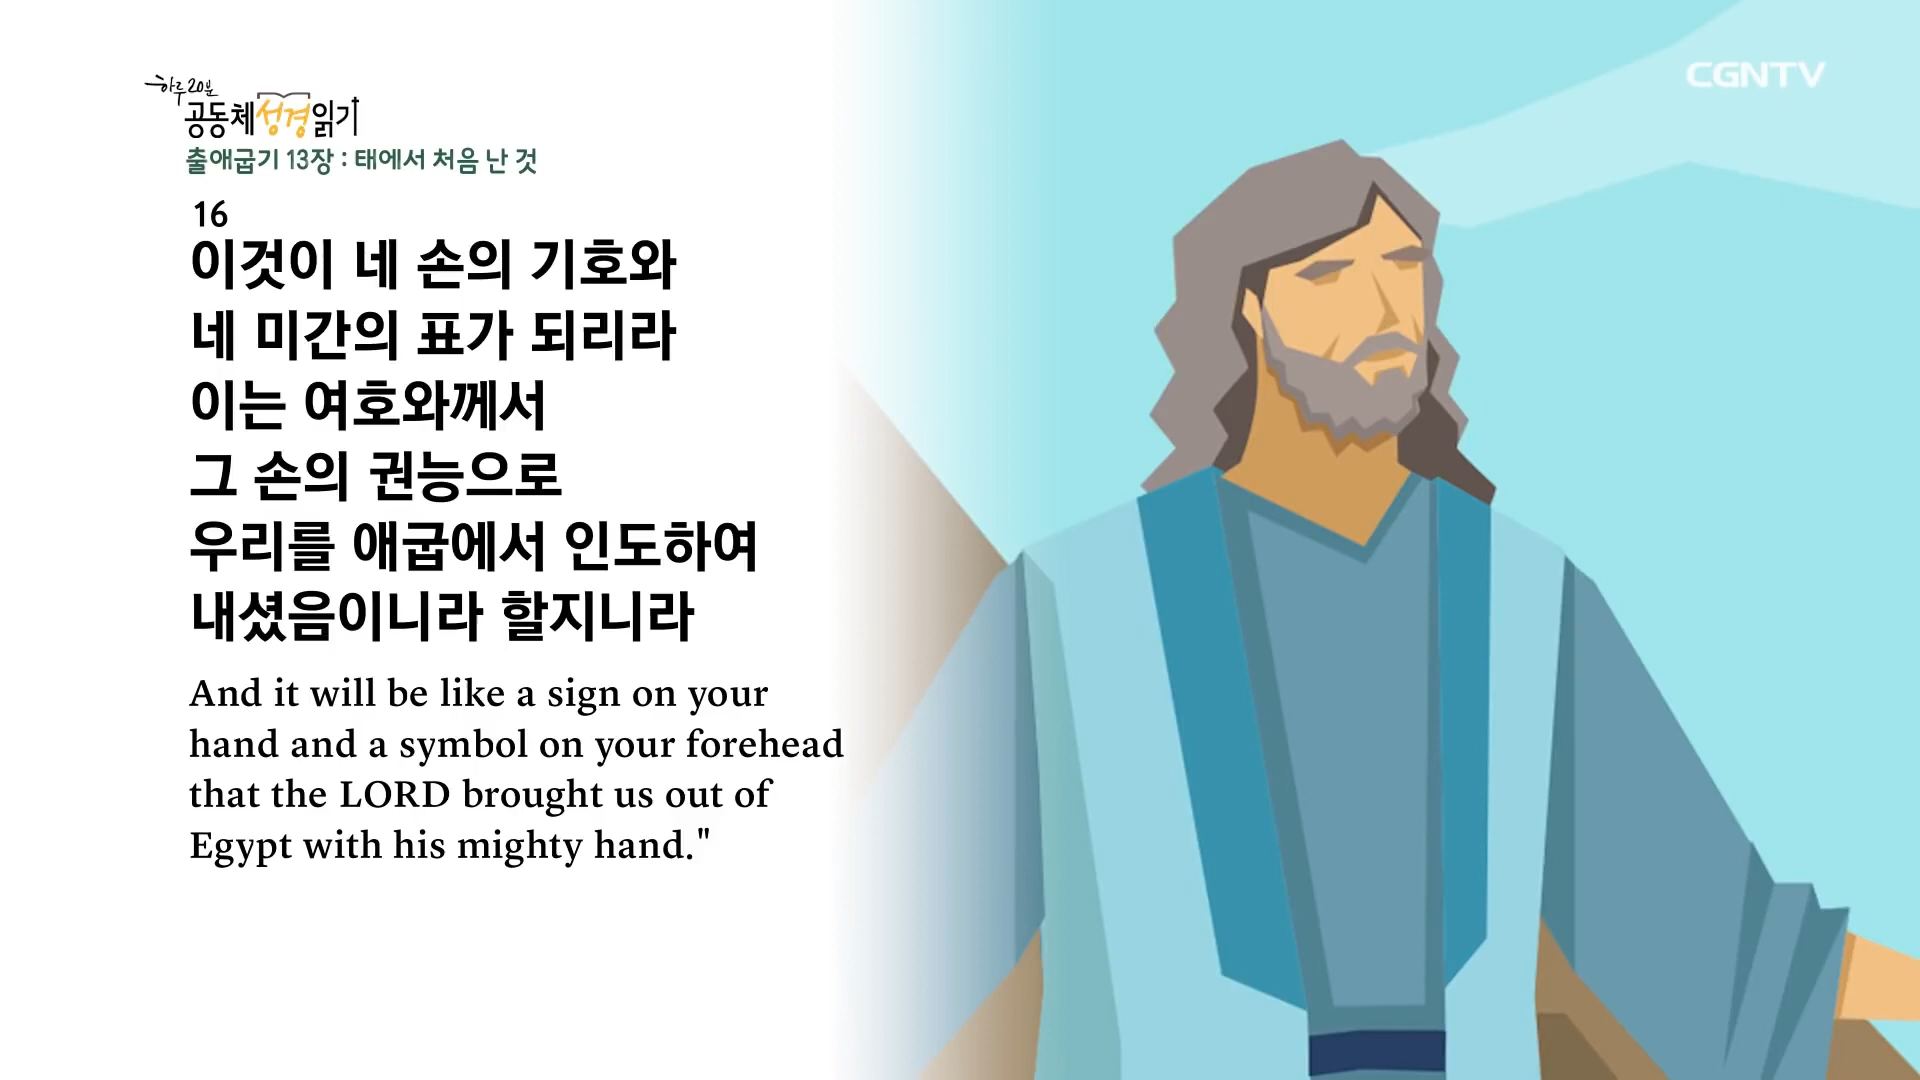 하루 20분
공동체성경읽기
CGNTV
출애굽기 13장 : 태에서 처음 난 것
16
이것이 네 손의 기호와
네 미간의 표가 되리라
이는 여호와께서
그 손의 권능으로
우리를 애굽에서 인도하여
내셨음이니라 할지니라
And it will be like a sign on your
hand and a symbol on your forehead
that the LORD brought us out of
Egypt with his mighty hand."